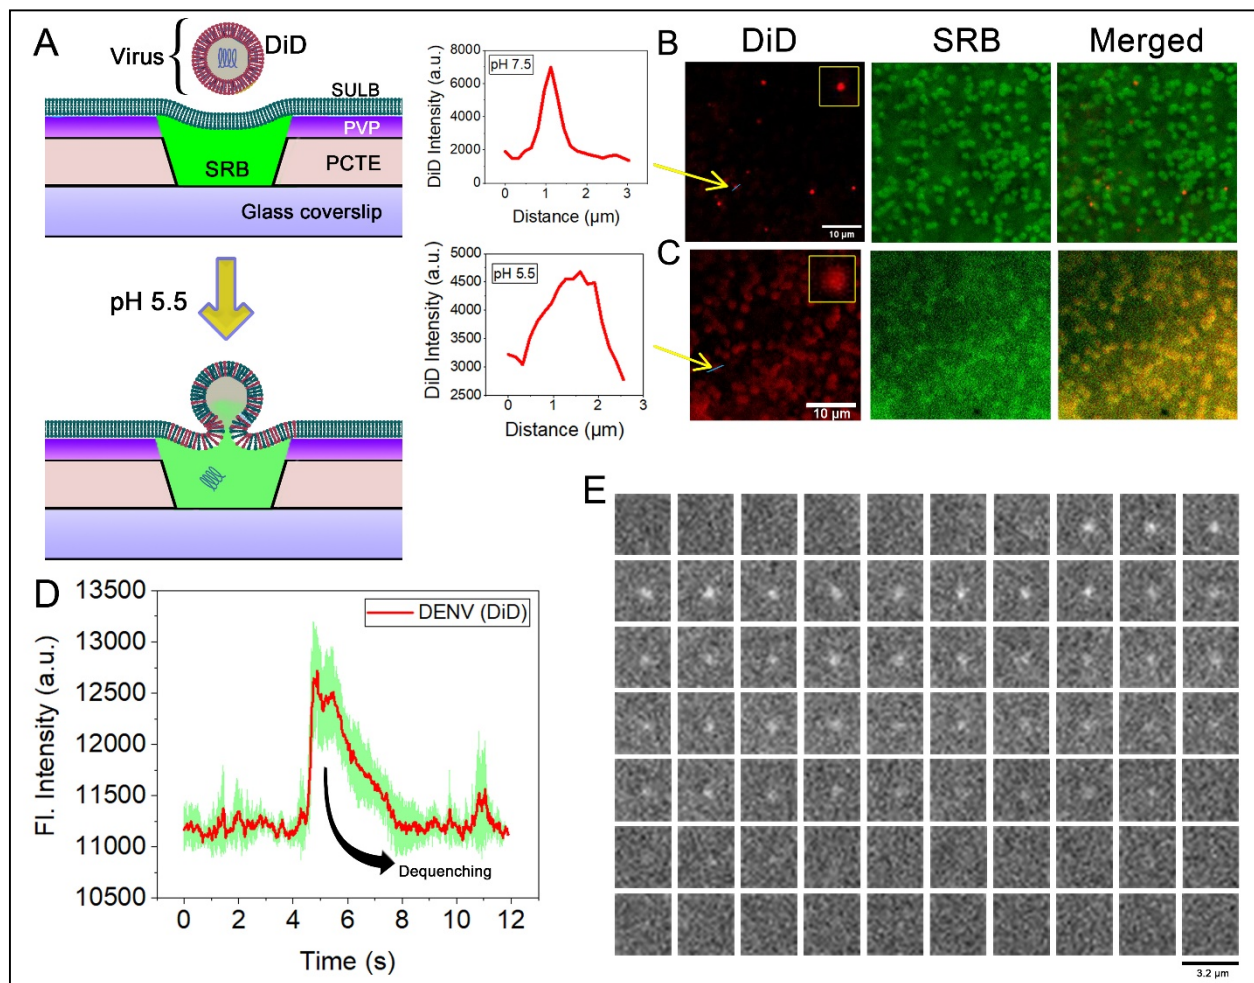 A
Virus
DiD
SULB
PVP
SRB
PCTE
Glass coverslip
pH 5.5
DiD Intensity (a.u.)
8000
6000
4000
2000
0
pH 7.5
0
1
2
3
Distance (µm)
DiD Intensity (a.u.)
5000
4500
4000
3500
3000
2500
pH 5.5
0
1
2
3
Distance (µm)
B
DiD
SRB
Merged
10 µm
C
10 µm
D
Fl. Intensity (a.u.)
13500
13000
12500
12000
11500
11000
10500
DENV (DiD)
Dequenching
0 2 4 6 8 10 12
Time (s)
E
3.2 µm